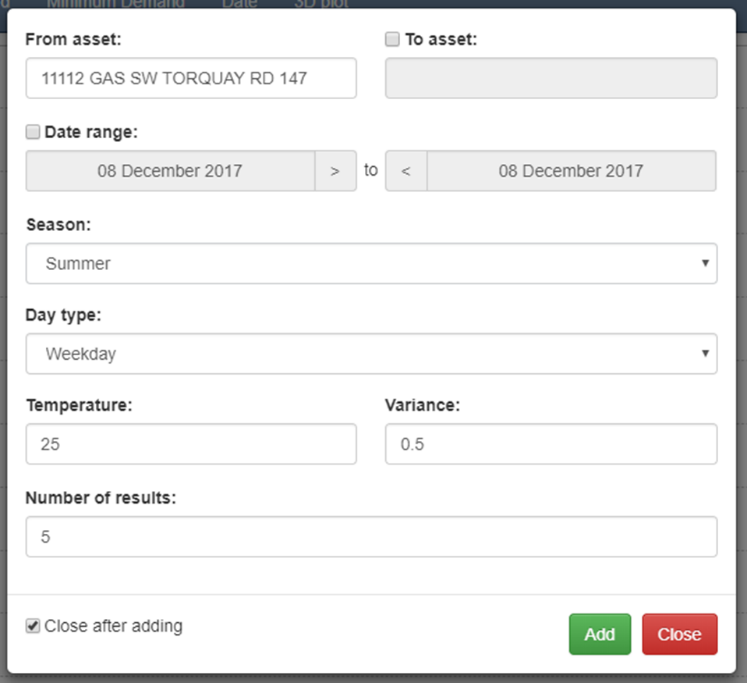 d Minimum Demand Date 3D plot
From asset:
To asset:
11112 GAS SW TORQUAY RD 147
Date range:
08 December 2017 > to < 08 December 2017
Season:
Summer
Day type:
Weekday
Temperature:
Variance:
25
0.5
Number of results:
5
Close after adding
Add
Close